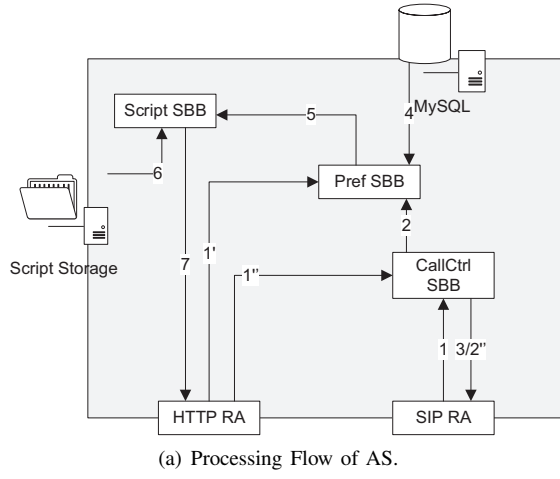 MySQL
4
Script SBB
5
6
Pref SBB
Script Storage
2
7
1'
1''
CallCtrl
SBB
1
3/2''
HTTP RA
SIP RA
(a) Processing Flow of AS.